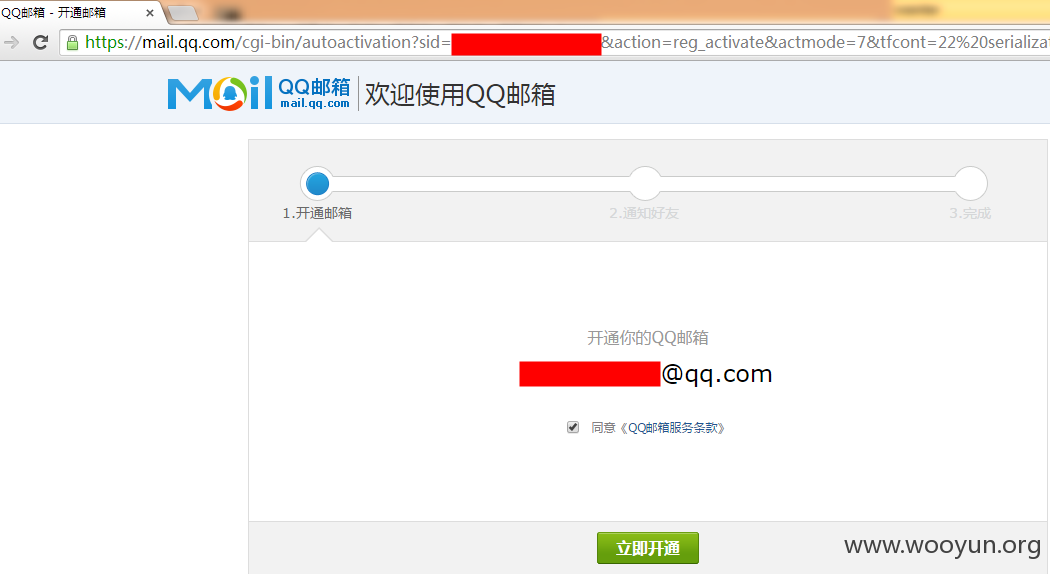 QQ邮箱 - 开通邮箱
https://mail.qq.com/cgi-bin/autoactivation?sid= &action=reg_activate&actmode=7&tfcont=22%20serializat
Mail QQ邮箱 欢迎使用QQ邮箱
mail.qq.com
1.开通邮箱 2.通知好友 3.完成
开通你的QQ邮箱
@qq.com
同意《QQ邮箱服务条款》
立即开通
www.wooyun.org